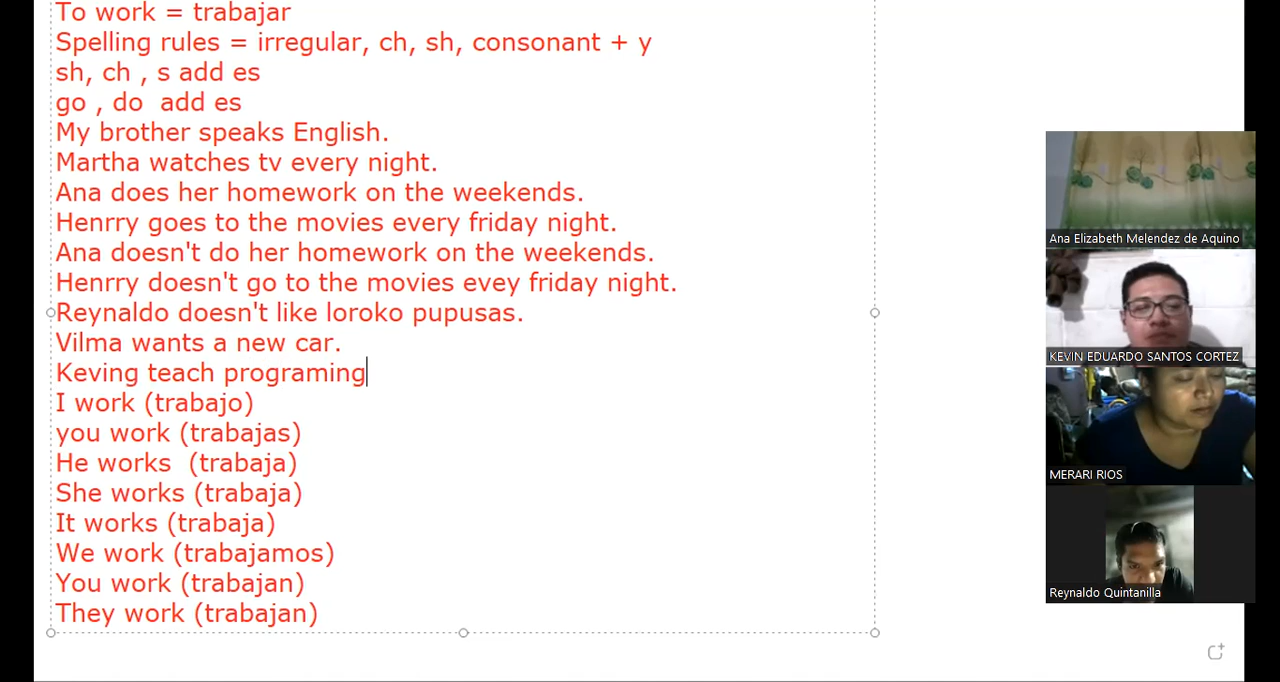 To work = trabajar
Spelling rules = irregular, ch, sh, consonant + y
sh, ch , s add es
go , do  add es
My brother speaks English.
Martha watches tv every night.
Ana does her homework on the weekends.
Henrry goes to the movies every friday night.
Ana doesn't do her homework on the weekends.
Henrry doesn't go to the movies evey friday night.
Reynaldo doesn't like loroko pupusas.
Vilma wants a new car.
Keving teach programing
I work (trabajo)
you work (trabajas)
He works  (trabaja)
She works (trabaja)
It works (trabaja)
We work (trabajamos)
You work (trabajan)
They work (trabajan)
Ana Elizabeth Melendez de Aquino
KEVIN EDUARDO SANTOS CORTEZ
MERARI RIOS
Reynaldo Quintanilla